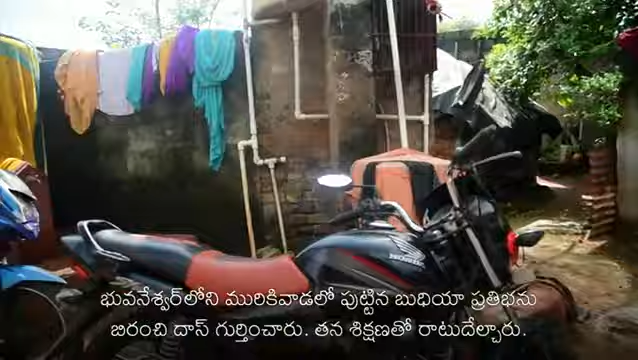 భువనేశ్వర్‌లోని మురికివాడలో పుట్టిన బుధియా ప్రతిభను
బిరంచి దాస్ గుర్తించారు. తన శిక్షణతో రాటుదేల్చారు.